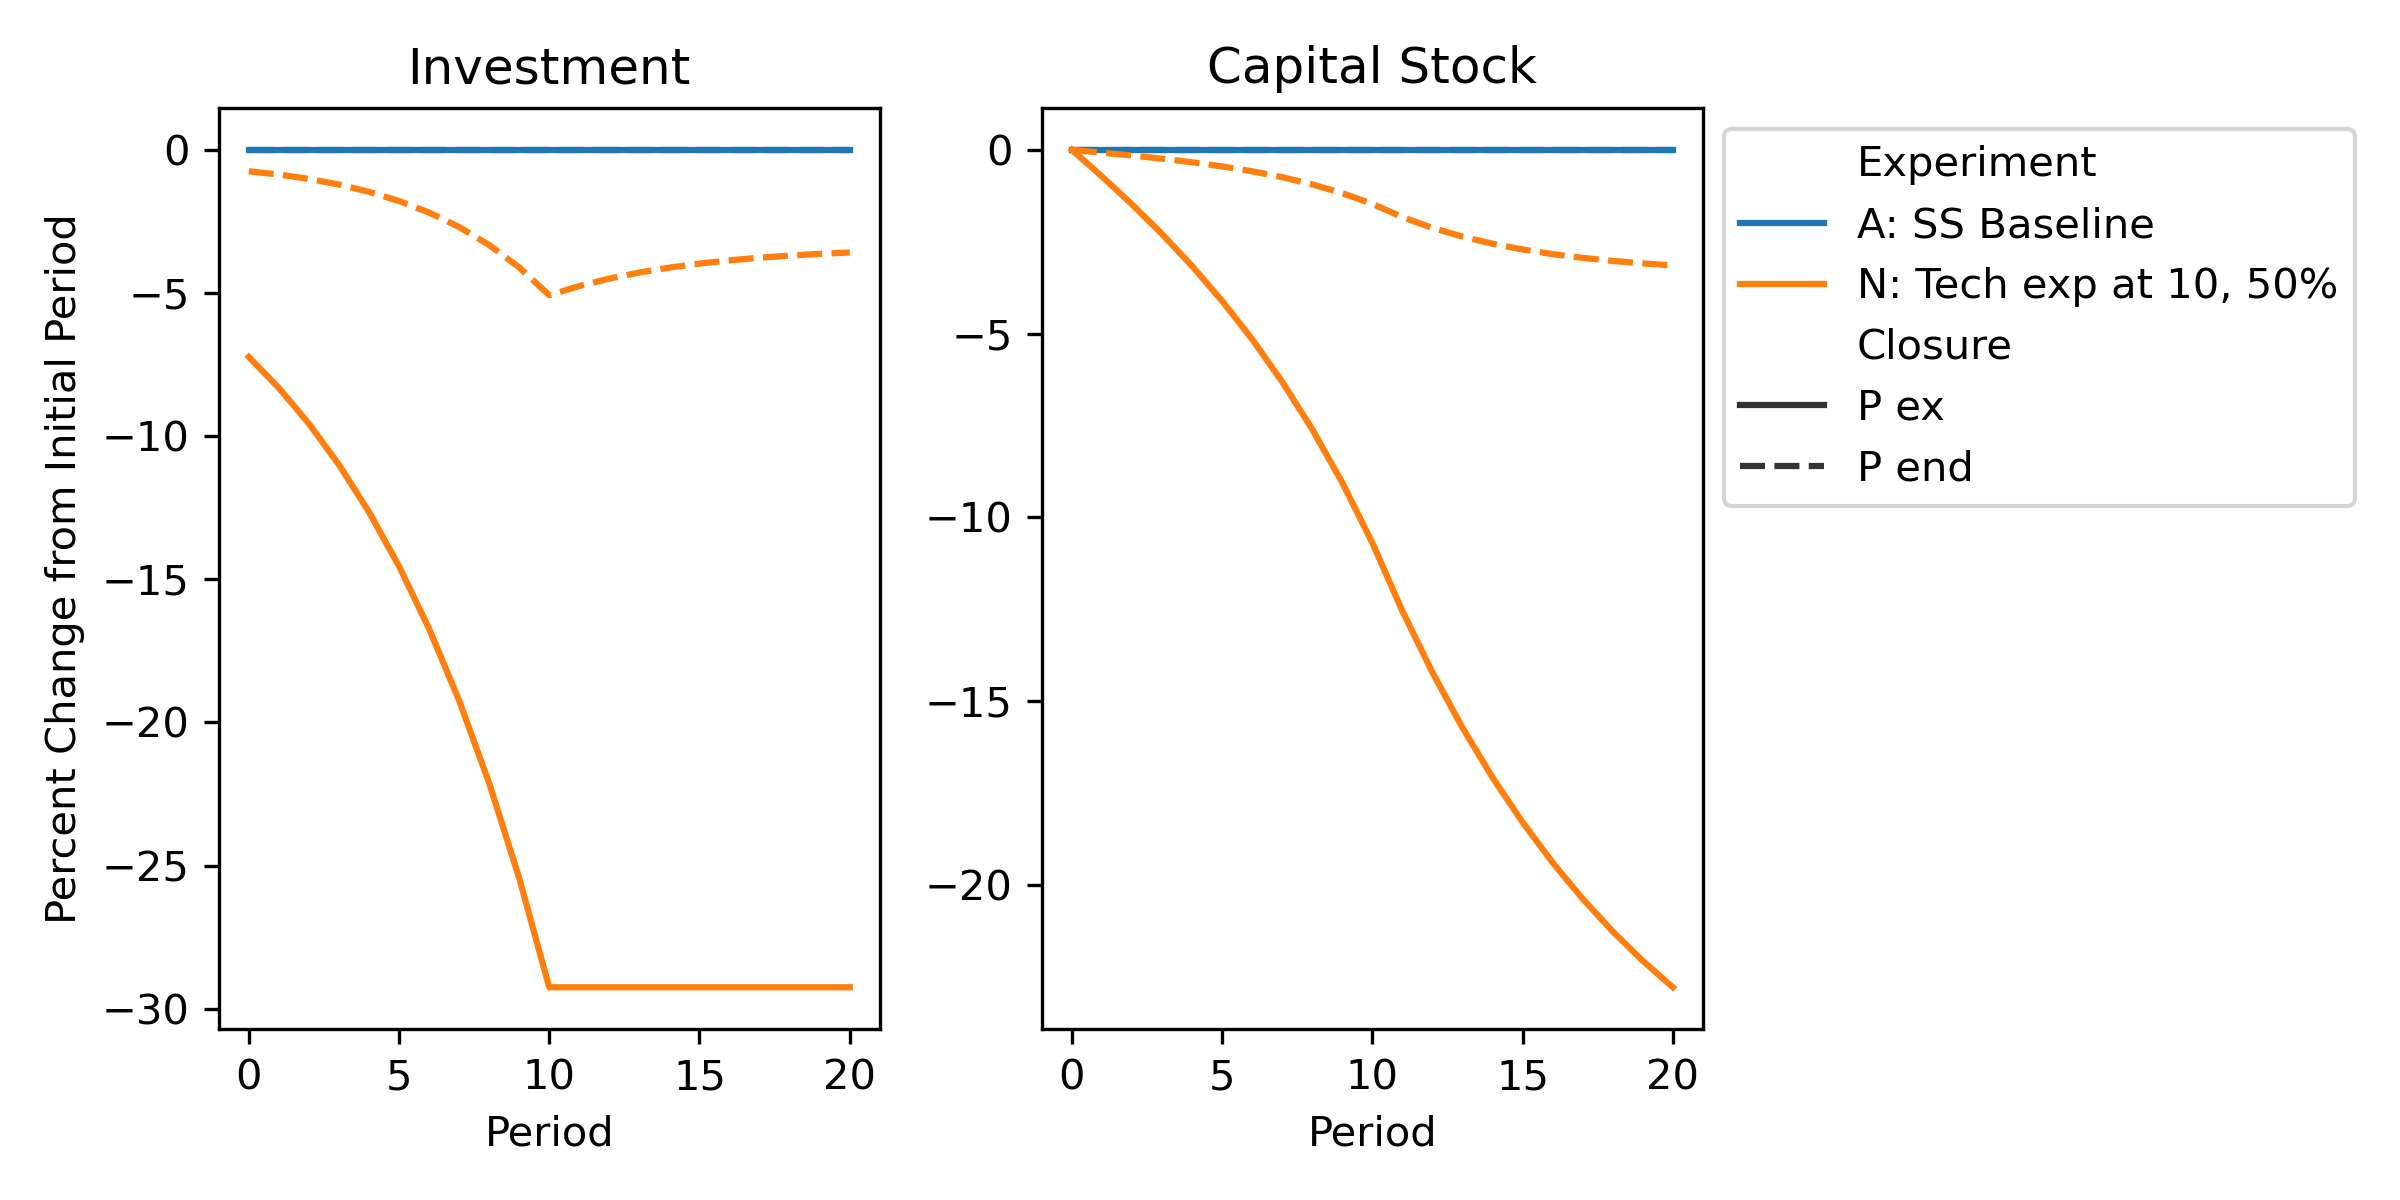 Investment
Capital Stock
Percent Change from Initial Period
0
−5
−10
−15
−20
−25
−30
0
5
10
15
20
Period
0
−5
−10
−15
−20
0
5
10
15
20
Period
Experiment
A: SS Baseline
N: Tech exp at 10, 50%
Closure
P ex
P end